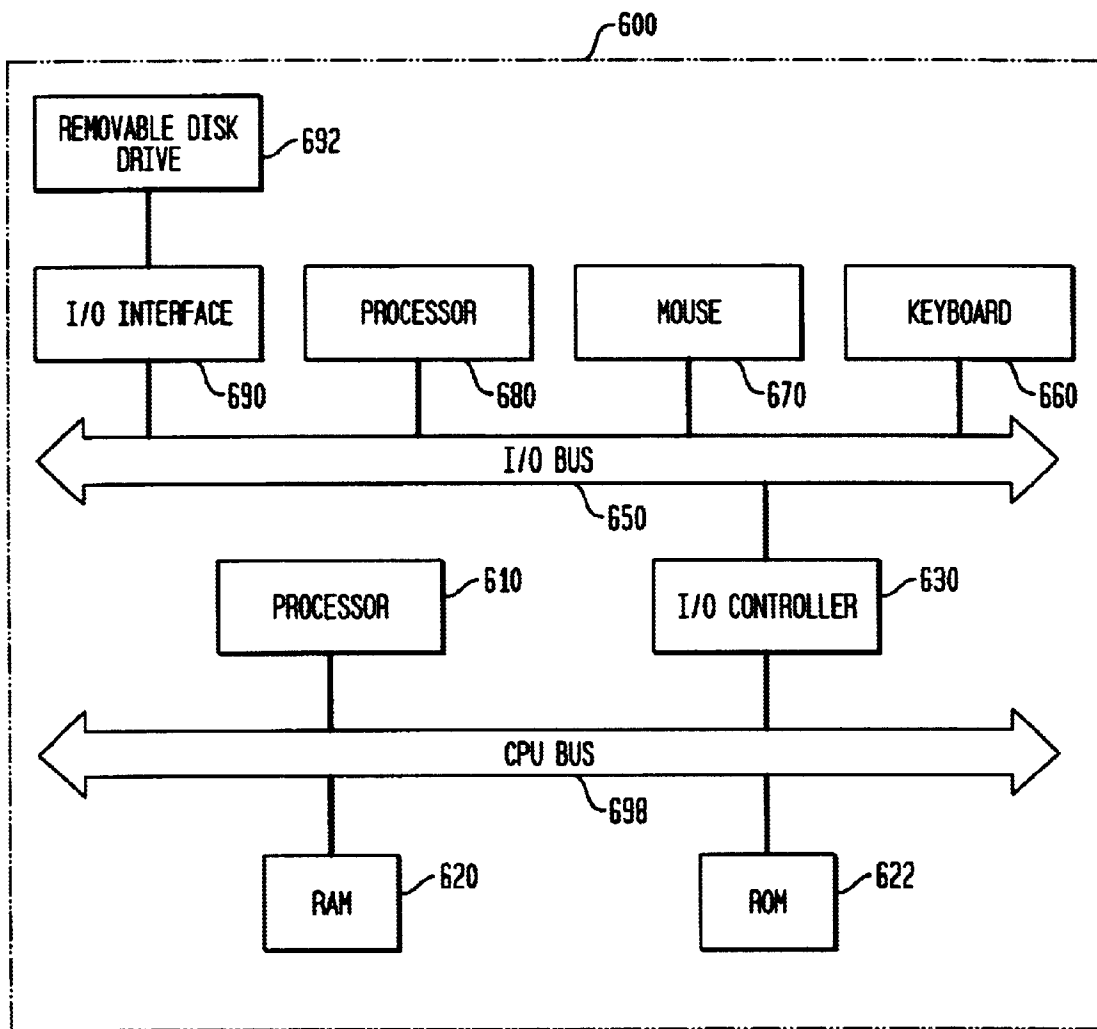 600
REMOVABLE DISK
DRIVE
692
I/O INTERFACE
PROCESSOR
MOUSE
KEYBOARD
690
680
670
660
I/O BUS
650
PROCESSOR
610
I/O CONTROLLER
630
CPU BUS
698
RAM
620
ROM
622